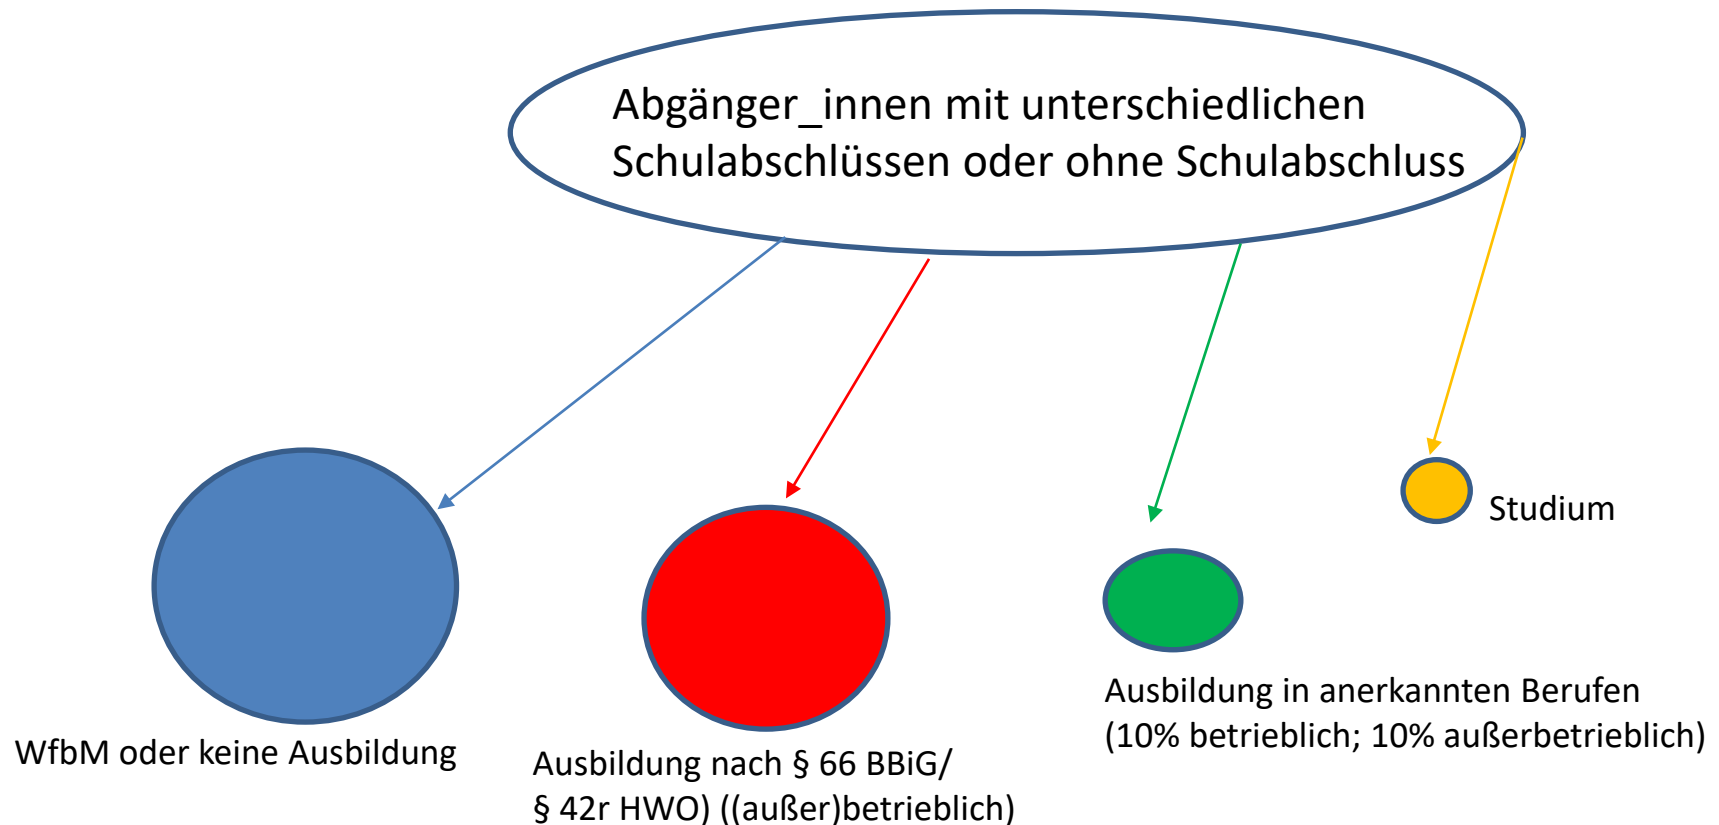 Abgänger_innen mit unterschiedlichen
Schulabschlüssen oder ohne Schulabschluss
Studium
Ausbildung in anerkannten Berufen
(10% betrieblich; 10% außerbetrieblich)
WfbM oder keine Ausbildung
Ausbildung nach § 66 BBiG/
§ 42r HWO) ((außer)betrieblich)